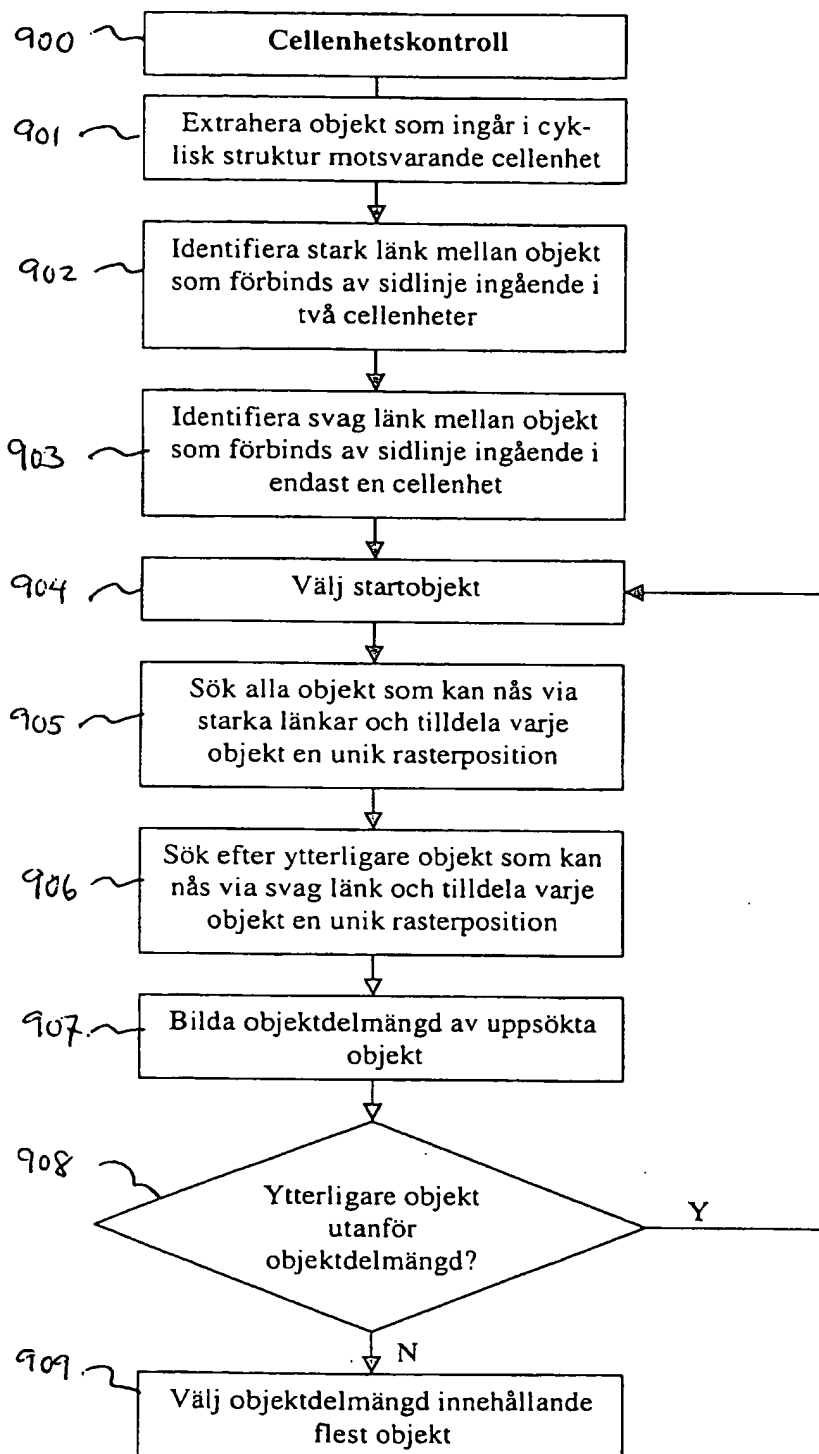 900
Cellenhetskontroll
901
Extrahera objekt som ingår i cyk-
lisk struktur motsvarande cellenhet
902
Identifiera stark länk mellan objekt
som förbinds av sidlinje ingående i
två cellenheter
903
Identifiera svag länk mellan objekt
som förbinds av sidlinje ingående i
endast en cellenhet
904
Välj startobjekt
905
Sök alla objekt som kan nås via
starka länkar och tilldela varje
objekt en unik rasterposition
906
Sök efter ytterligare objekt som kan
nås via svag länk och tilldela varje
objekt en unik rasterposition
907.
Bilda objektdelmängd av uppsökta
objekt
908
Ytterligare objekt
utanför
objektdelmängd?
Y
N
909
Välj objektdelmängd innehållande
flest objekt